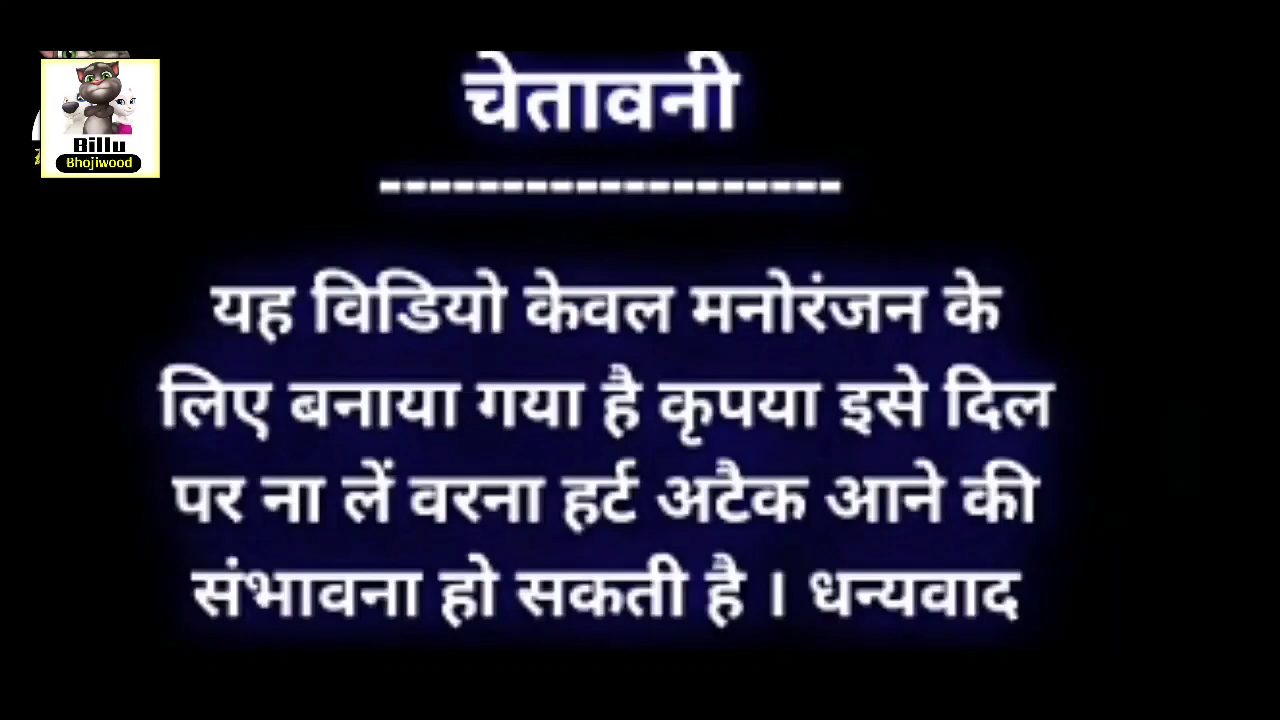 चेतावनी
-------------------
Billu
Bhojiwood
यह विडियो केवल मनोरंजन के
लिए बनाया गया है कृपया इसे दिल
पर ना लें वरना हर्ट अटैक आने की
संभावना हो सकती है । धन्यवाद